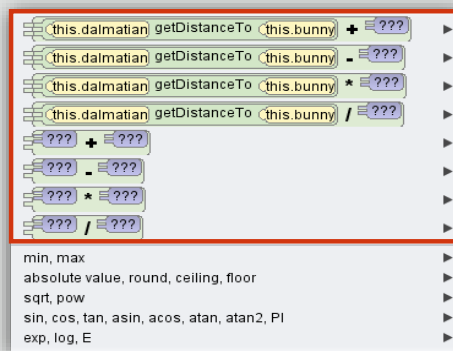 this.dalmatian getDistanceTo this.bunny + ???
this.dalmatian getDistanceTo this.bunny - ???
this.dalmatian getDistanceTo this.bunny * ???
this.dalmatian getDistanceTo this.bunny / ???
??? + ???
??? - ???
??? * ???
??? / ???
min, max
absolute value, round, ceiling, floor
sqrt, pow
sin, cos, tan, asin, acos, atan, atan2, PI
exp, log, E